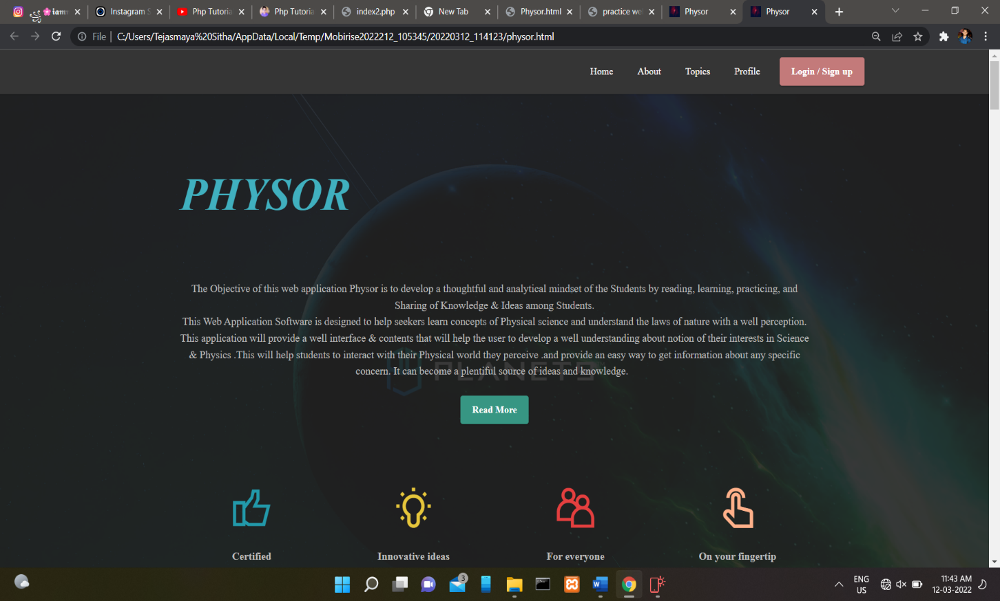 Instagram S
Php Tutoria
Php Tutoria
index2.php
New Tab
Physor.html
practice we
Physor
Physor
File
C:/Users/Tejasmaya%20Sitha/AppData/Local/Temp/Mobirise2022212_105345/20220312_114123/physor.html
Home About Topics Profile Login / Sign up
PHYSOR
The Objective of this web application Physor is to develop a thoughtful and analytical mindset of the Students by reading, learning, practicing, and
Sharing of Knowledge & Ideas among Students.
This Web Application Software is designed to help seekers learn concepts of Physical science and understand the laws of nature with a well perception.
This application will provide a well interface & contents that will help the user to develop a well understanding about notion of their interests in Science
& Physics .This will help students to interact with their Physical world they perceive .and provide an easy way to get information about any specific
concern. It can become a plentiful source of ideas and knowledge.
PLANETS
Read More
Certified Innovative ideas For everyone On your fingertip
3
W
ENG
US
11:43 AM
12-03-2022